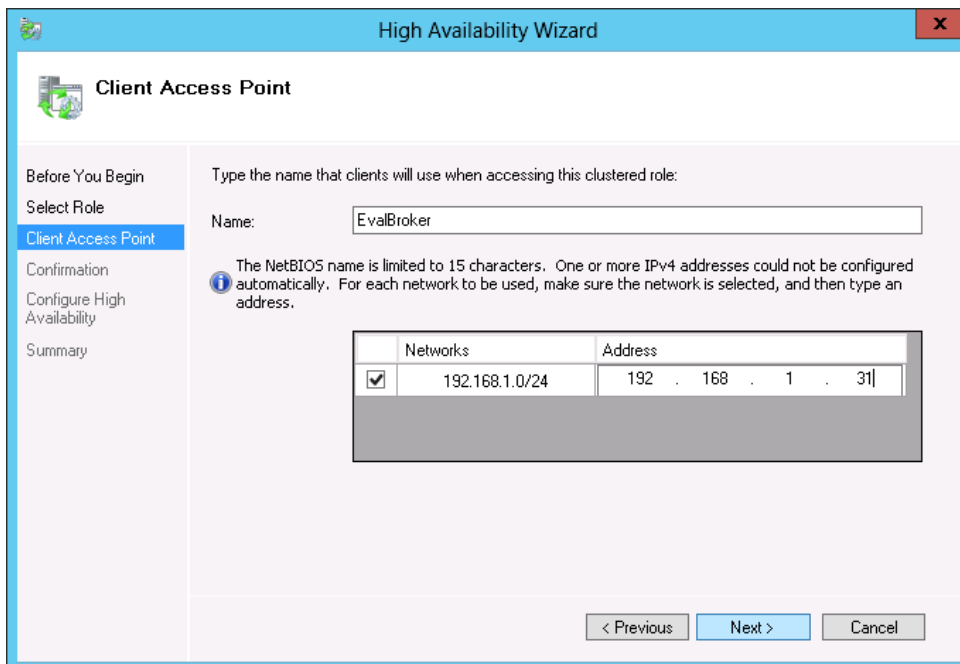 High Availability Wizard
x
Client Access Point
Before You Begin
Select Role
Client Access Point
Confirmation
Configure High
Availability
Summary
Type the name that clients will use when accessing this clustered role:
Name:
EvalBroker
The NetBIOS name is limited to 15 characters. One or more IPv4 addresses could not be configured
automatically. For each network to be used, make sure the network is selected, and then type an
address.
Networks Address
192.168.1.0/24 192 . 168 . 1 . 31
< Previous Next > Cancel